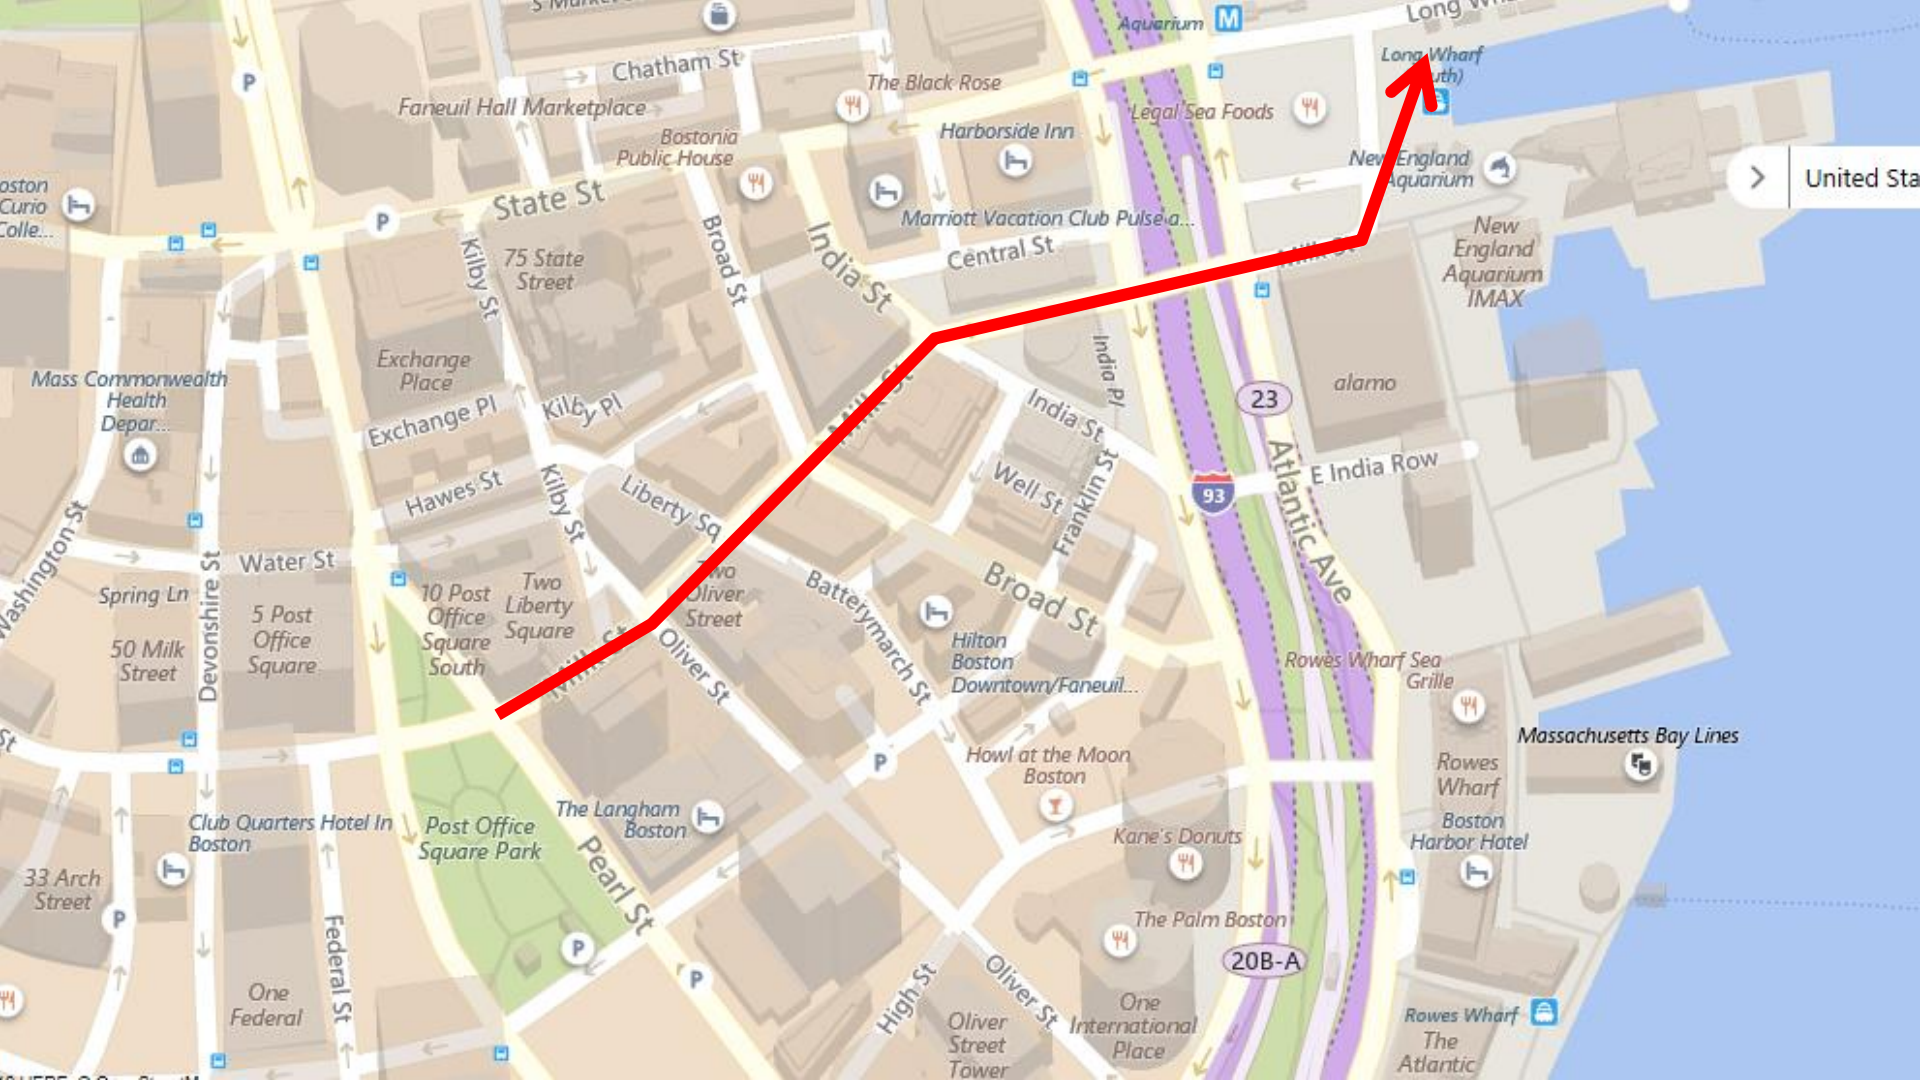 Aquarium
M
Chatham St
P
The Black Rose
Long Wharf
Faneuil Hall Marketplace
Legal Sea Foods
Bostonia
Public House
Harborside Inn
New England
Aquarium
United Sta
oston
Curio
Colle...
State St
P
Marriott Vacation Club Pulse a...
Broad St
India St
Central St
Kilby St
75 State
Street
Milk St
New
England
Aquarium
IMAX
Exchange
Place
India Pl
Mass Commonwealth
Health
Depar...
alamo
23
Exchange Pl
Kilby Pl
Milk St
India St
Hawes St
Kilby St
Liberty Sq
Well St
Franklin St
Atlantic Ave
E India Row
93
Washington St
Water St
Devonshire St
Spring Ln
10 Post
Office
Square
South
Two
Liberty
Square
Two
Oliver
Street
Batterymarch St
Broad St
5 Post
Office
Square
50 Milk
Street
Milk St
Oliver St
Hilton
Boston
Downtown/Faneuil...
Rowes Wharf Sea
Grille
St
Massachusetts Bay Lines
P
Howl at the Moon
Boston
Rowes
Wharf
The Langham
Boston
Club Quarters Hotel In
Boston
Post Office
Square Park
Pearl St
Kane's Donuts
Boston
Harbor Hotel
33 Arch
Street
P
Federal St
P
The Palm Boston
20B-A
P
High St
Oliver St
One
Federal
One
International
Place
Oliver
Street
Tower
Rowes Wharf
The
Atlantic